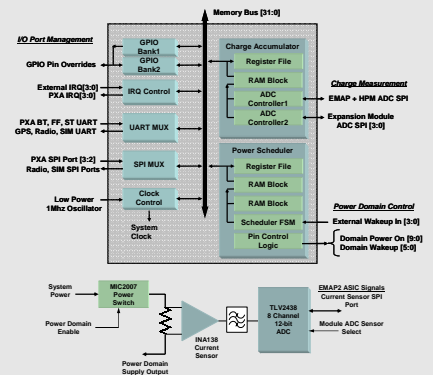 Memory Bus [31:0]
I/O Port Management
GPIO Bank1
GPIO Bank2
GPIO Pin Overrides
External IRQ[3:0]
PXA IRQ[3:0]
IRQ Control
PXA BT, FF, ST UART
GPS, Radio, SIM UART
UART MUX
PXA SPI Port [3:2]
Radio, SIM SPI Ports
SPI MUX
Low Power
1Mhz Oscillator
Clock Control
System Clock
Charge Accumulator
Register File
RAM Block
ADC Controller1
ADC Controller2
Charge Measurement
EMAP + HPM ADC SPI
Expansion Module
ADC SPI [3:0]
Power Scheduler
Register File
RAM Block
RAM Block
Scheduler FSM
Pin Control Logic
Power Domain Control
External Wakeup In [3:0]
Domain Power On [9:0]
Domain Wakeup [5:0]
System Power
MIC2007 Power Switch
Power Domain Enable
Power Domain Supply Output
INA138 Current Sensor
TLV2438
8 Channel
12-bit
ADC
EMAP2 ASIC Signals
Current Sensor SPI Port
Module ADC Sensor Select